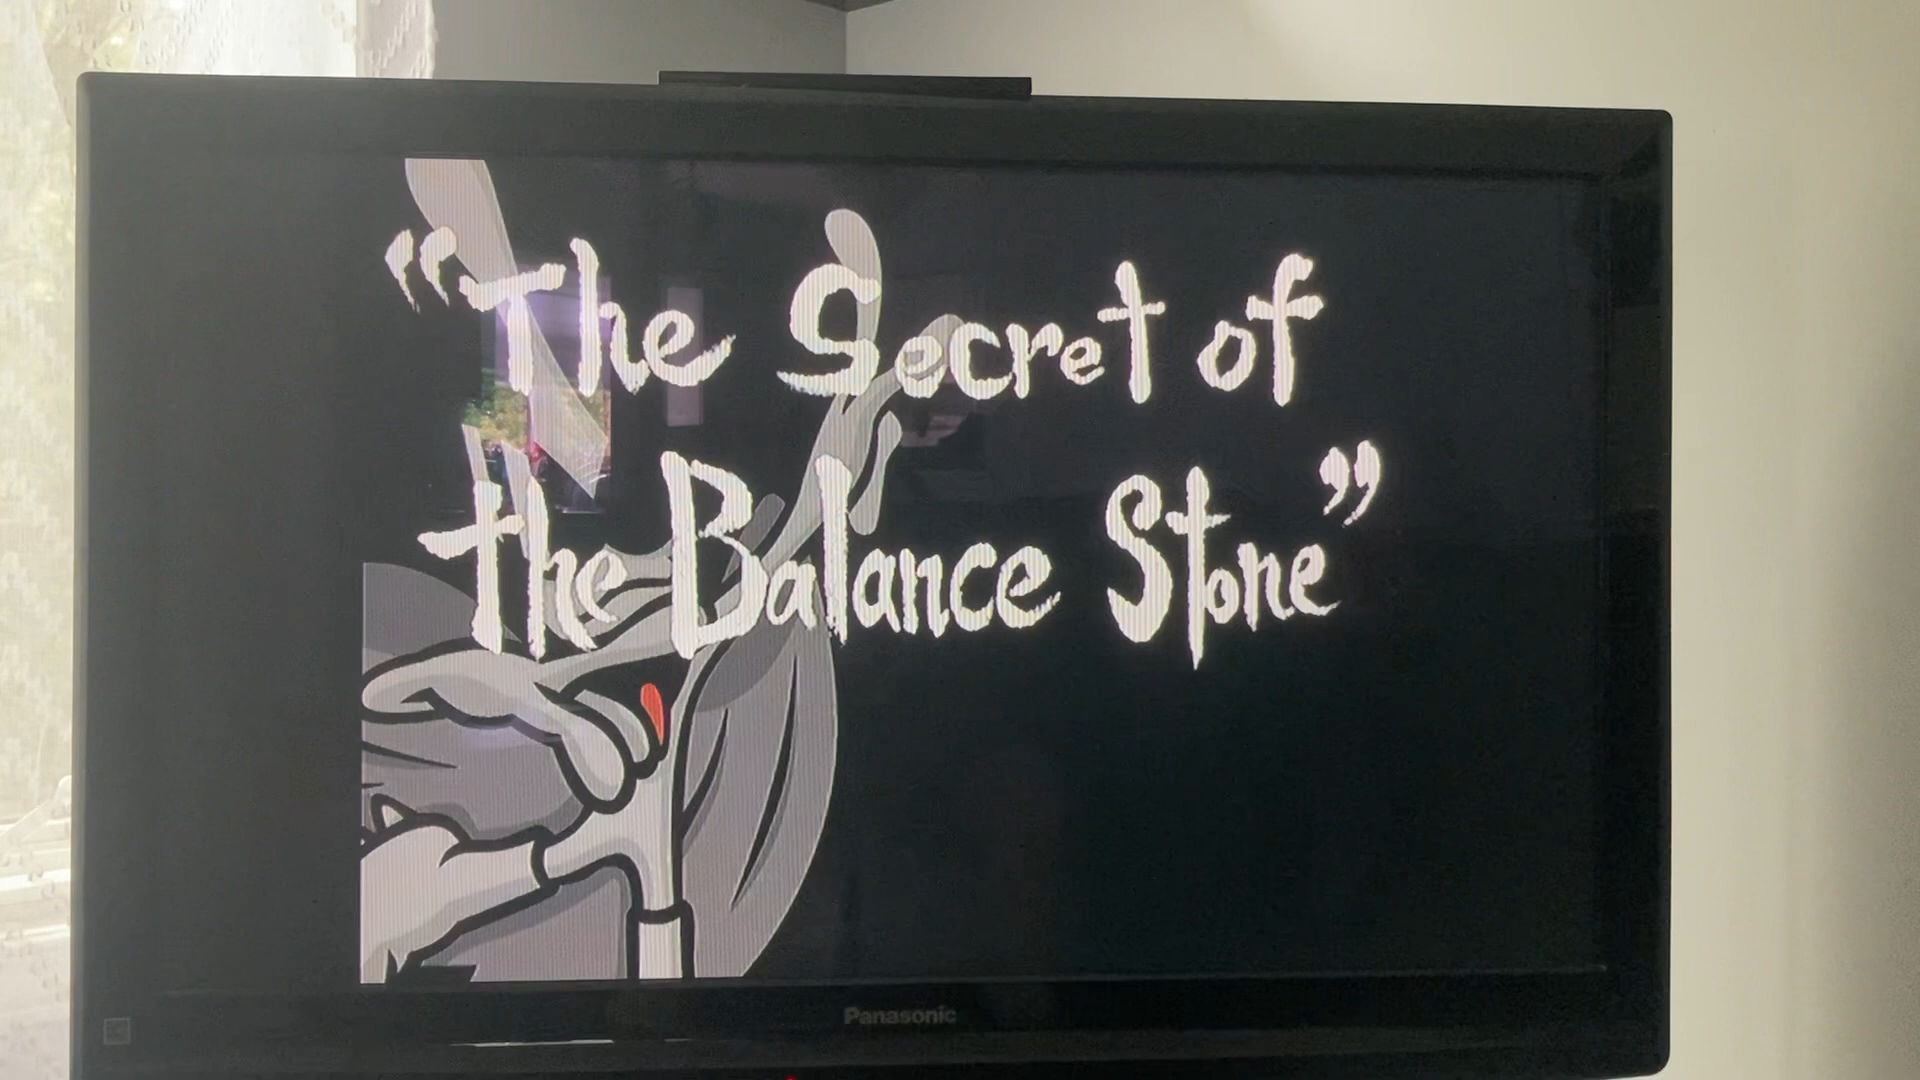 “The Secret of
the Balance Stone”
Panasonic